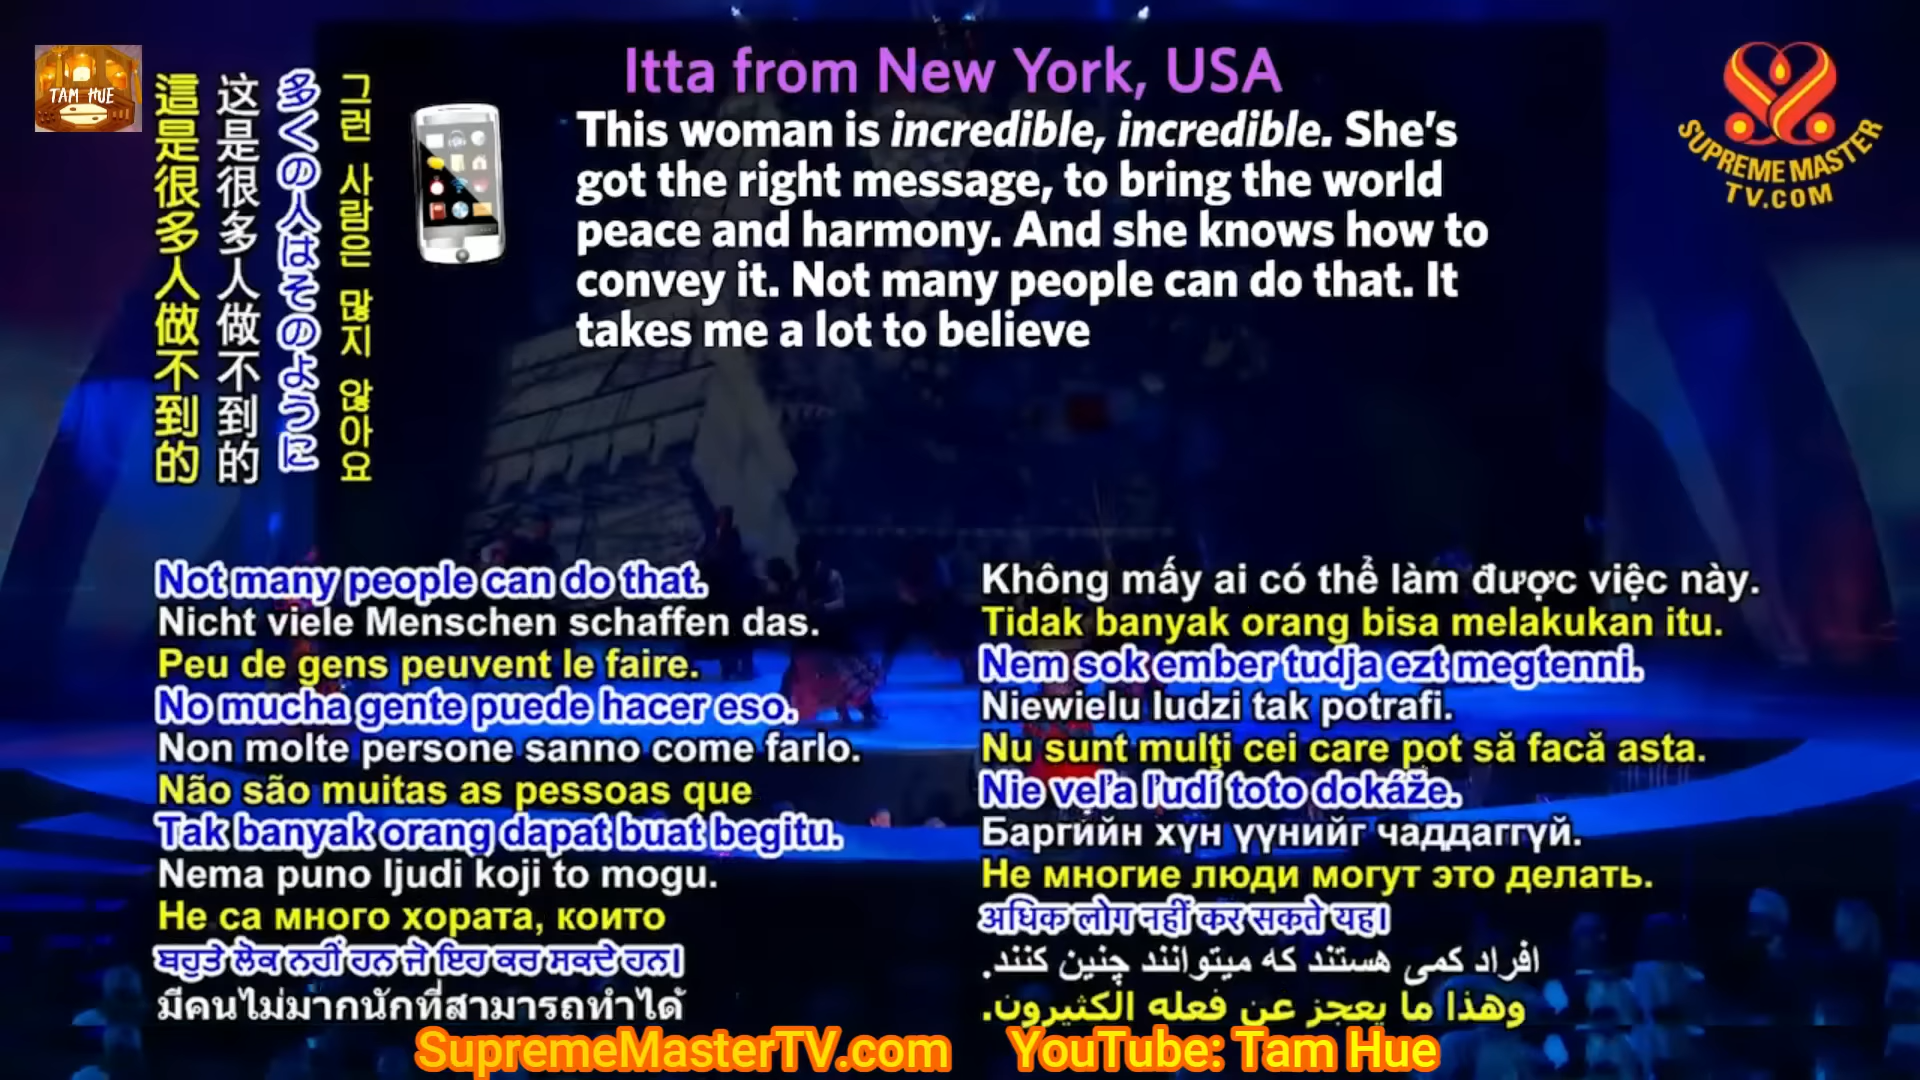 TAM HUE
這是很多人做不到的
这是很多人做不到的
多くの人はそのように
그런 사람은 많지 않아요
Itta from New York, USA
This woman is incredible, incredible. She's
got the right message, to bring the world
peace and harmony. And she knows how to
convey it. Not many people can do that. It
takes me a lot to believe
SUPREME MASTER
TV.COM
Not many people can do that.
Nicht viele Menschen schaffen das.
Peu de gens peuvent le faire.
No mucha gente puede hacer eso.
Non molte persone sanno come farlo.
Não são muitas as pessoas que
Tak banyak orang dapat buat begitu.
Nema puno ljudi koji to mogu.
Не са много хората, които
ਬਹੁਤੇ ਲੋਕ ਨਹੀਂ ਹਨ ਜੋ ਇਹ ਕਰ ਸਕਦੇ ਹਨ।
มีคนไม่มากนักที่สามารถทำได้
Không mấy ai có thể làm được việc này.
Tidak banyak orang bisa melakukan itu.
Nem sok ember tudja ezt megtenni.
Niewielu ludzi tak potrafi.
Nu sunt mulţi cei care pot să facă asta.
Nie veľa ľudí toto dokáže.
Баргийн хүн үүнийг чаддаггүй.
Не многие люди могут это делать.
अधिक लोग नहीं कर सकते यह।
افراد کمی هستند که میتوانند چنین کنند.
وهذا ما يعجز عن فعله الكثيرون.
SupremeMasterTV.com YouTube: Tam Hue